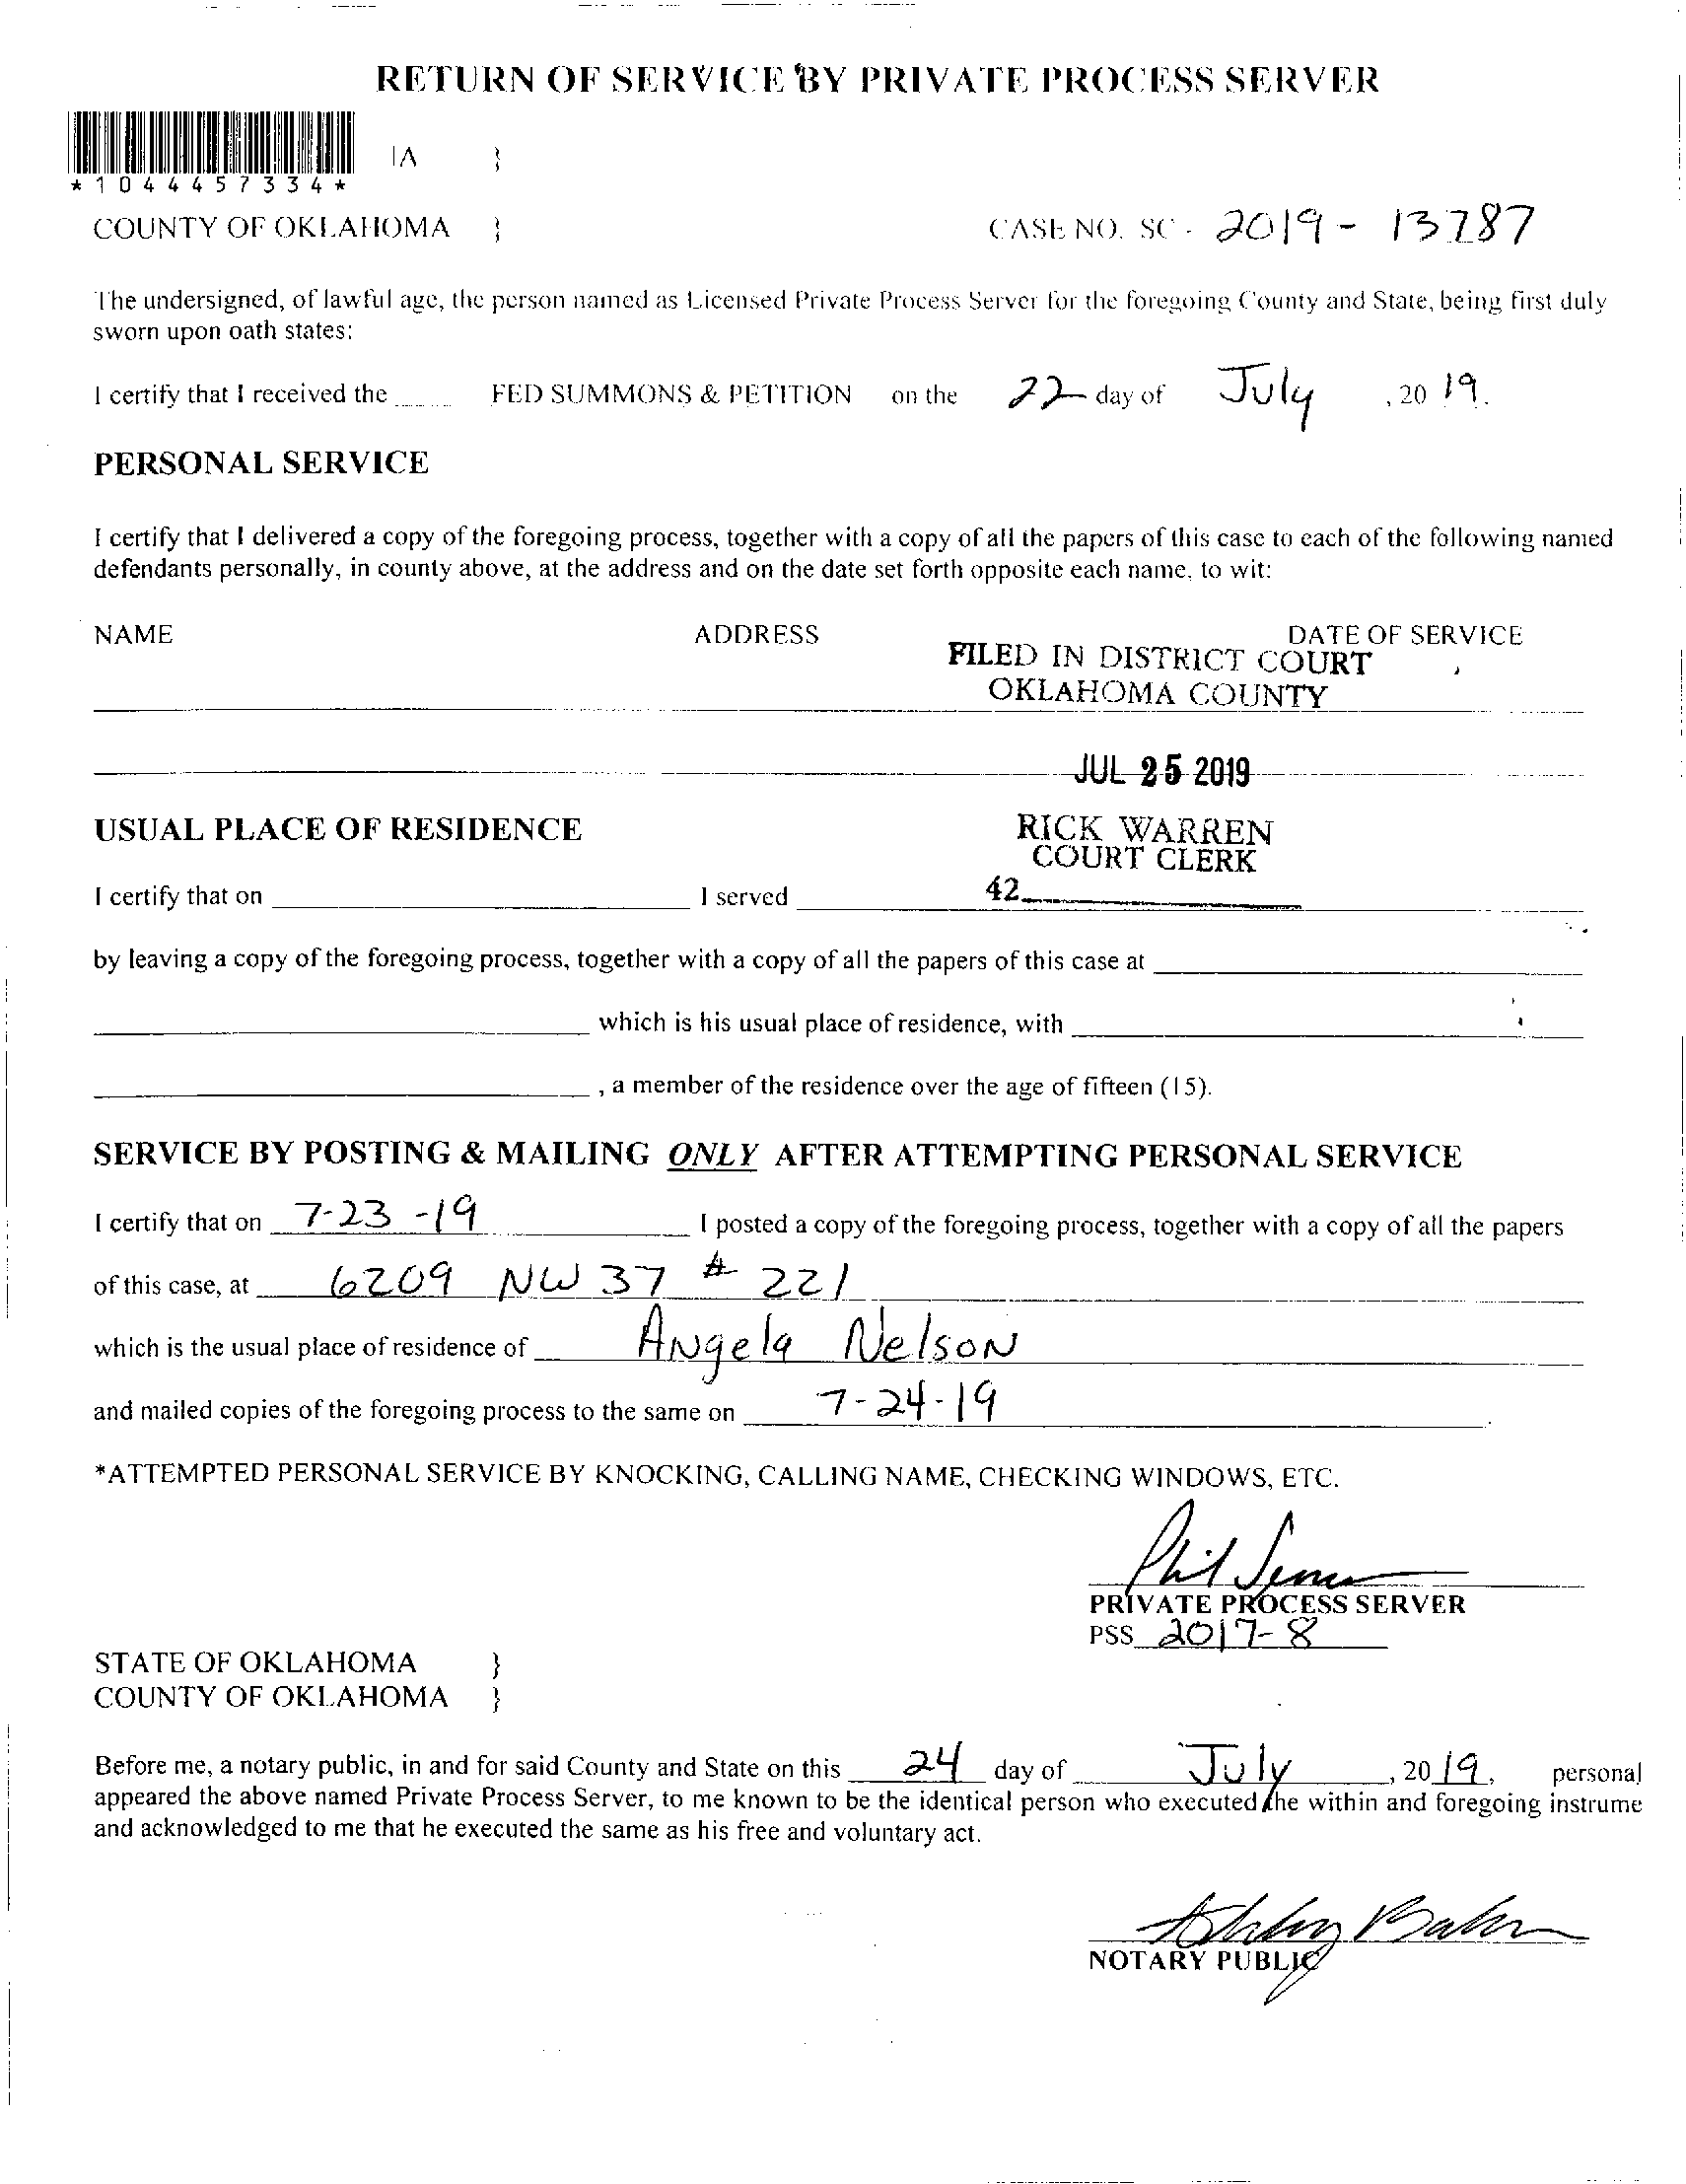 RETURN OF SERVICE BY PRIVATE PROCESS SERVER
IA }
*1044457334*
COUNTY OF OKLAHOMA } CASE NO. SC - 2019 - 13787
The undersigned, of lawful age, the person named as Licensed Private Process Server for the foregoing County and State, being first duly
sworn upon oath states:
I certify that I received the ____ FED SUMMONS & PETITION on the 22 day of July , 20 19.
PERSONAL SERVICE
I certify that I delivered a copy of the foregoing process, together with a copy of all the papers of this case to each of the following named
defendants personally, in county above, at the address and on the date set forth opposite each name, to wit:
NAME ADDRESS DATE OF SERVICE
FILED IN DISTRICT COURT
OKLAHOMA COUNTY
JUL 25 2019
USUAL PLACE OF RESIDENCE RICK WARREN
COURT CLERK
I certify that on ____ I served ____ 42 ____
by leaving a copy of the foregoing process, together with a copy of all the papers of this case at ____
____ which is his usual place of residence, with ____
____ , a member of the residence over the age of fifteen (15).
SERVICE BY POSTING & MAILING ONLY AFTER ATTEMPTING PERSONAL SERVICE
I certify that on 7-23-19 I posted a copy of the foregoing process, together with a copy of all the papers
of this case, at 6209 NW 37 # 221
which is the usual place of residence of Angela Nelson
and mailed copies of the foregoing process to the same on 7-24-19
*ATTEMPTED PERSONAL SERVICE BY KNOCKING, CALLING NAME, CHECKING WINDOWS, ETC.
Phil
PRIVATE PROCESS SERVER
PSS 2017-8
STATE OF OKLAHOMA }
COUNTY OF OKLAHOMA }
Before me, a notary public, in and for said County and State on this 24 day of July , 20 19, personal
appeared the above named Private Process Server, to me known to be the identical person who executed the within and foregoing instrume
and acknowledged to me that he executed the same as his free and voluntary act.
NOTARY PUBLIC